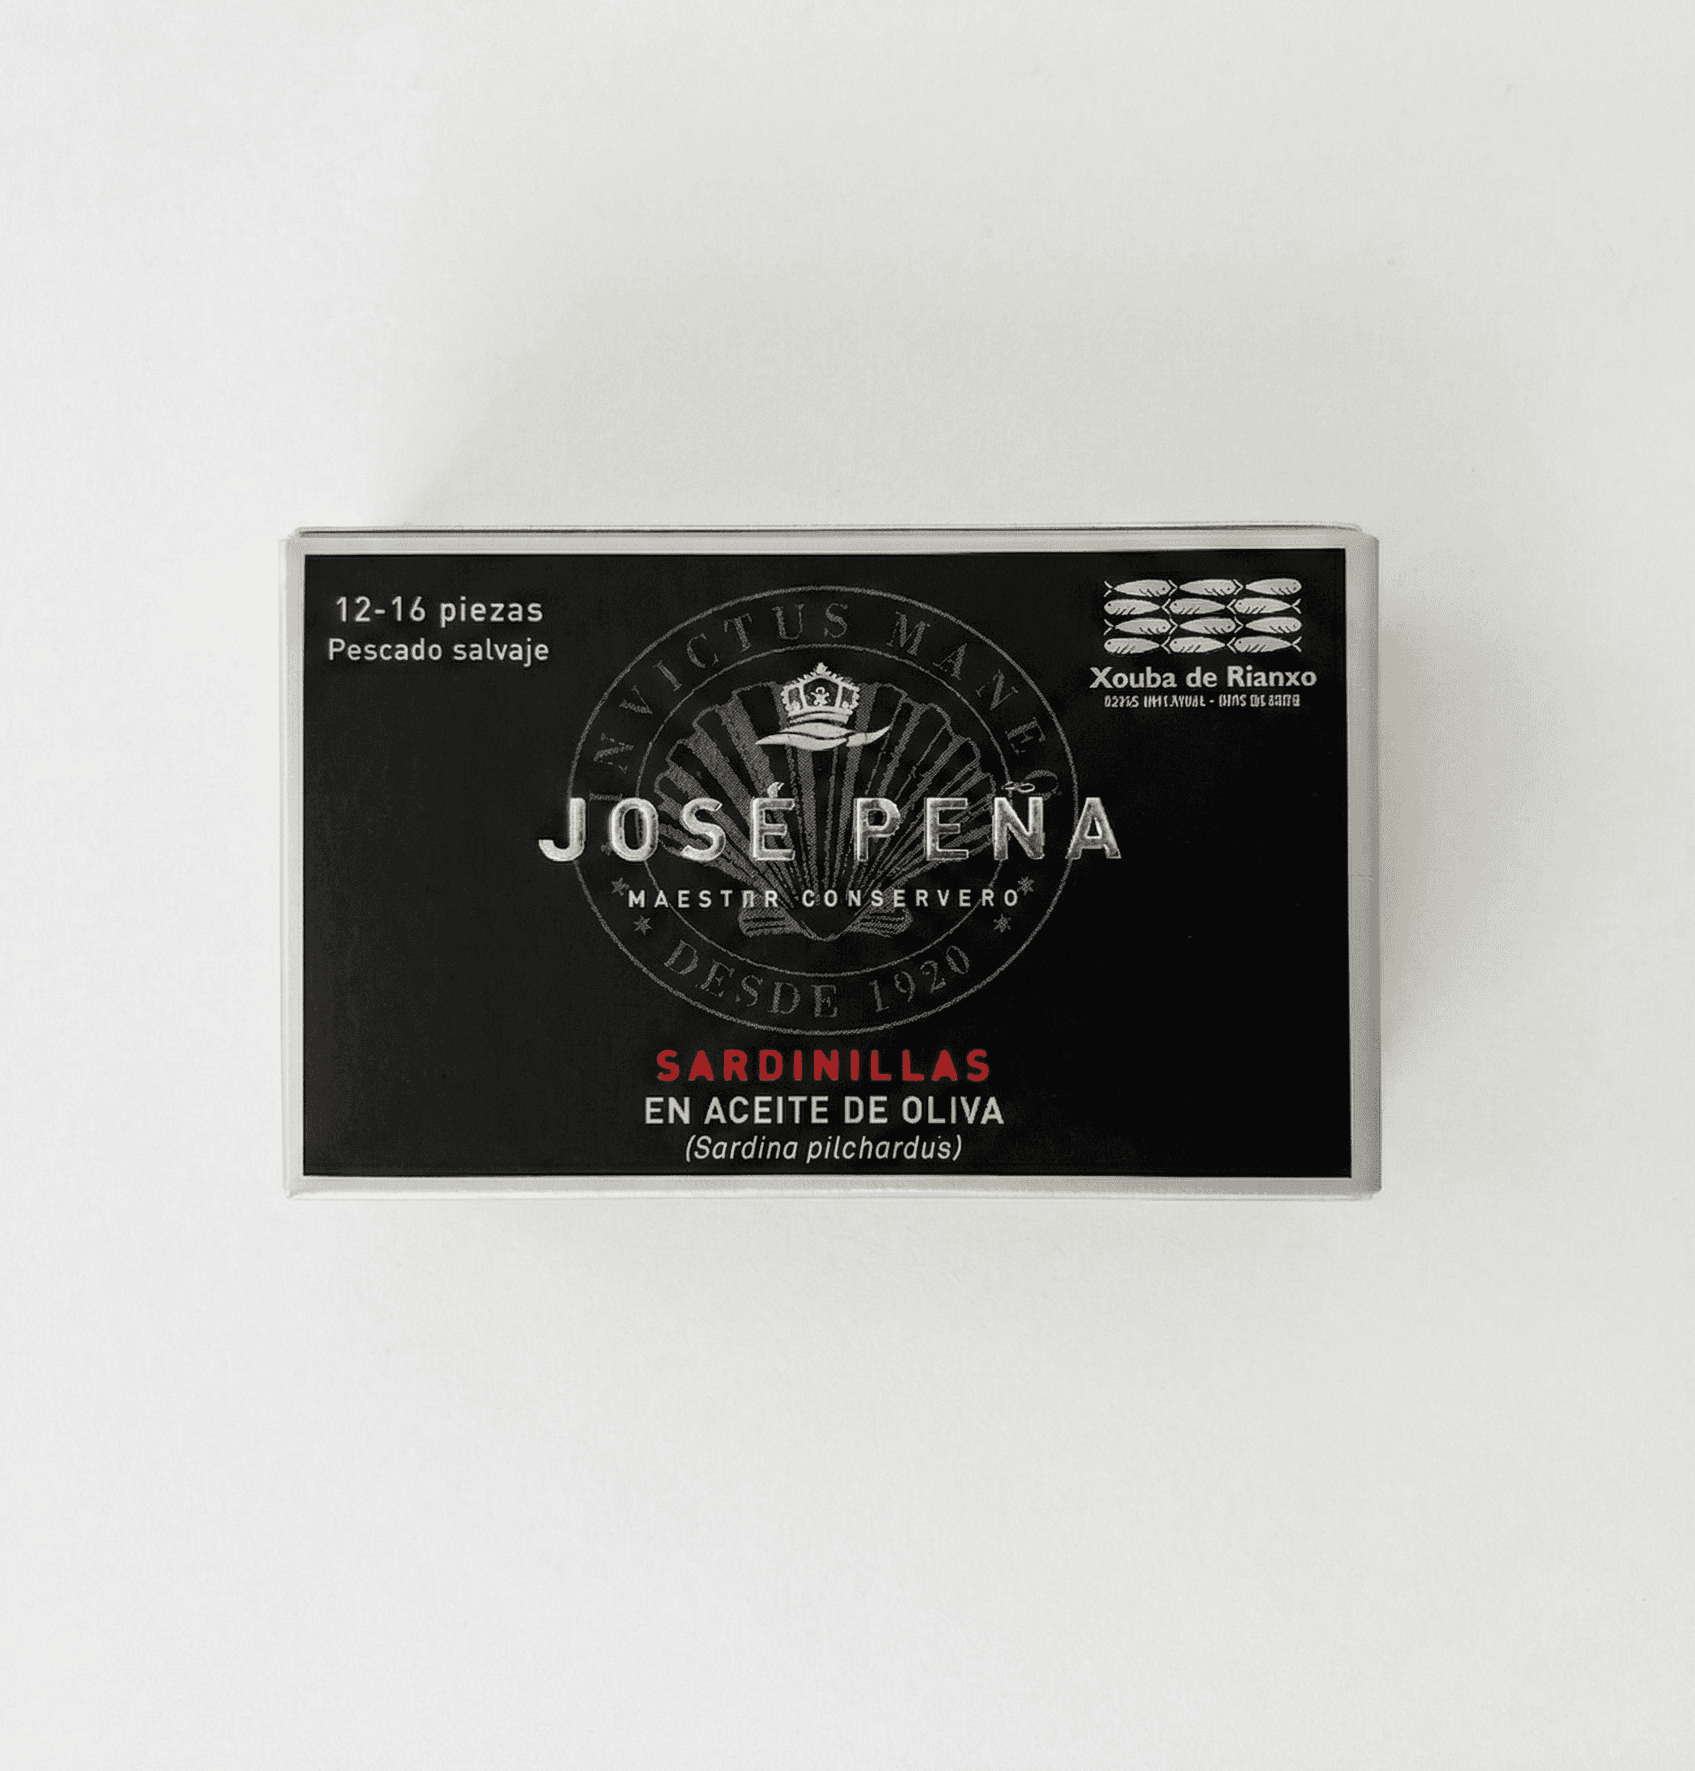 12-16 piezas
Pescado salvaje
Xouba de Rianxo
INVICTUS MANEO
JOSÉ PEÑA
CONSERVERO
DESDE 1920
SARDINILLAS
EN ACEITE DE OLIVA
(Sardina pilchardus)